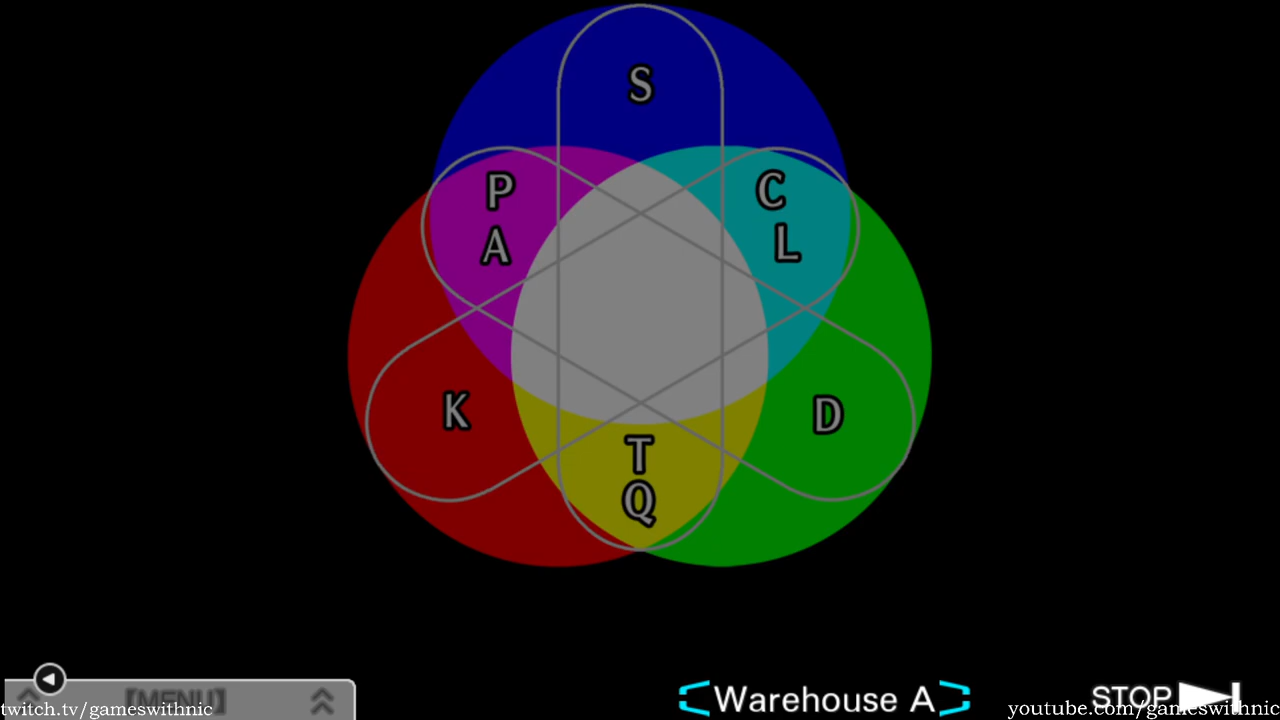 S
P
C
A
L
K
D
T
Q
[MENU]
Warehouse A
STOP
twitch.tv/gameswithnic
youtube.com/gameswithnic